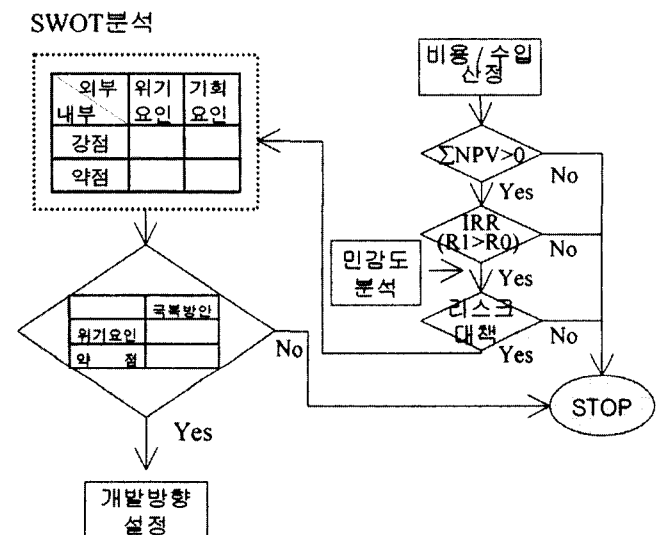 SWOT분석
외부 위기 기회
내부 요인 요인
강점
약점
국복방안
위기요인
약 점
No
Yes
개발방향
설정
비용/수입
산정
∑NPV>0
No
Yes
IRR
(R1>R0)
No
민감도
분석
Yes
리스크
대책
No
Yes
STOP